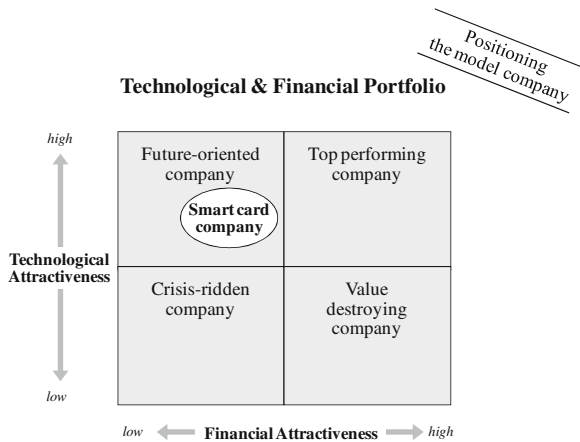 Positioning
the model company
Technological & Financial Portfolio
high
Future-oriented
company
Top performing
company
Smart card
company
Technological
Attractiveness
Crisis-ridden
company
Value
destroying
company
low
low
Financial Attractiveness
high